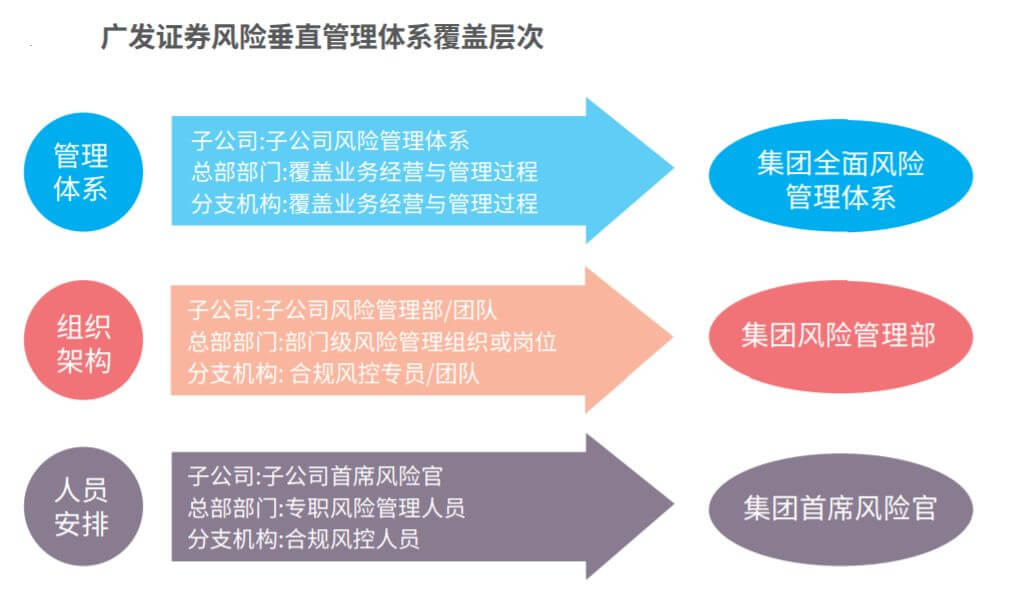 广发证券风险垂直管理体系覆盖层次
管理
体系
子公司:子公司风险管理体系
总部部门:覆盖业务经营与管理过程
分支机构:覆盖业务经营与管理过程
集团全面风险
管理体系
组织
架构
子公司:子公司风险管理部/团队
总部部门:部门级风险管理组织或岗位
分支机构: 合规风控专员/团队
集团风险管理部
人员
安排
子公司:子公司首席风险官
总部部门:专职风险管理人员
分支机构:合规风控人员
集团首席风险官